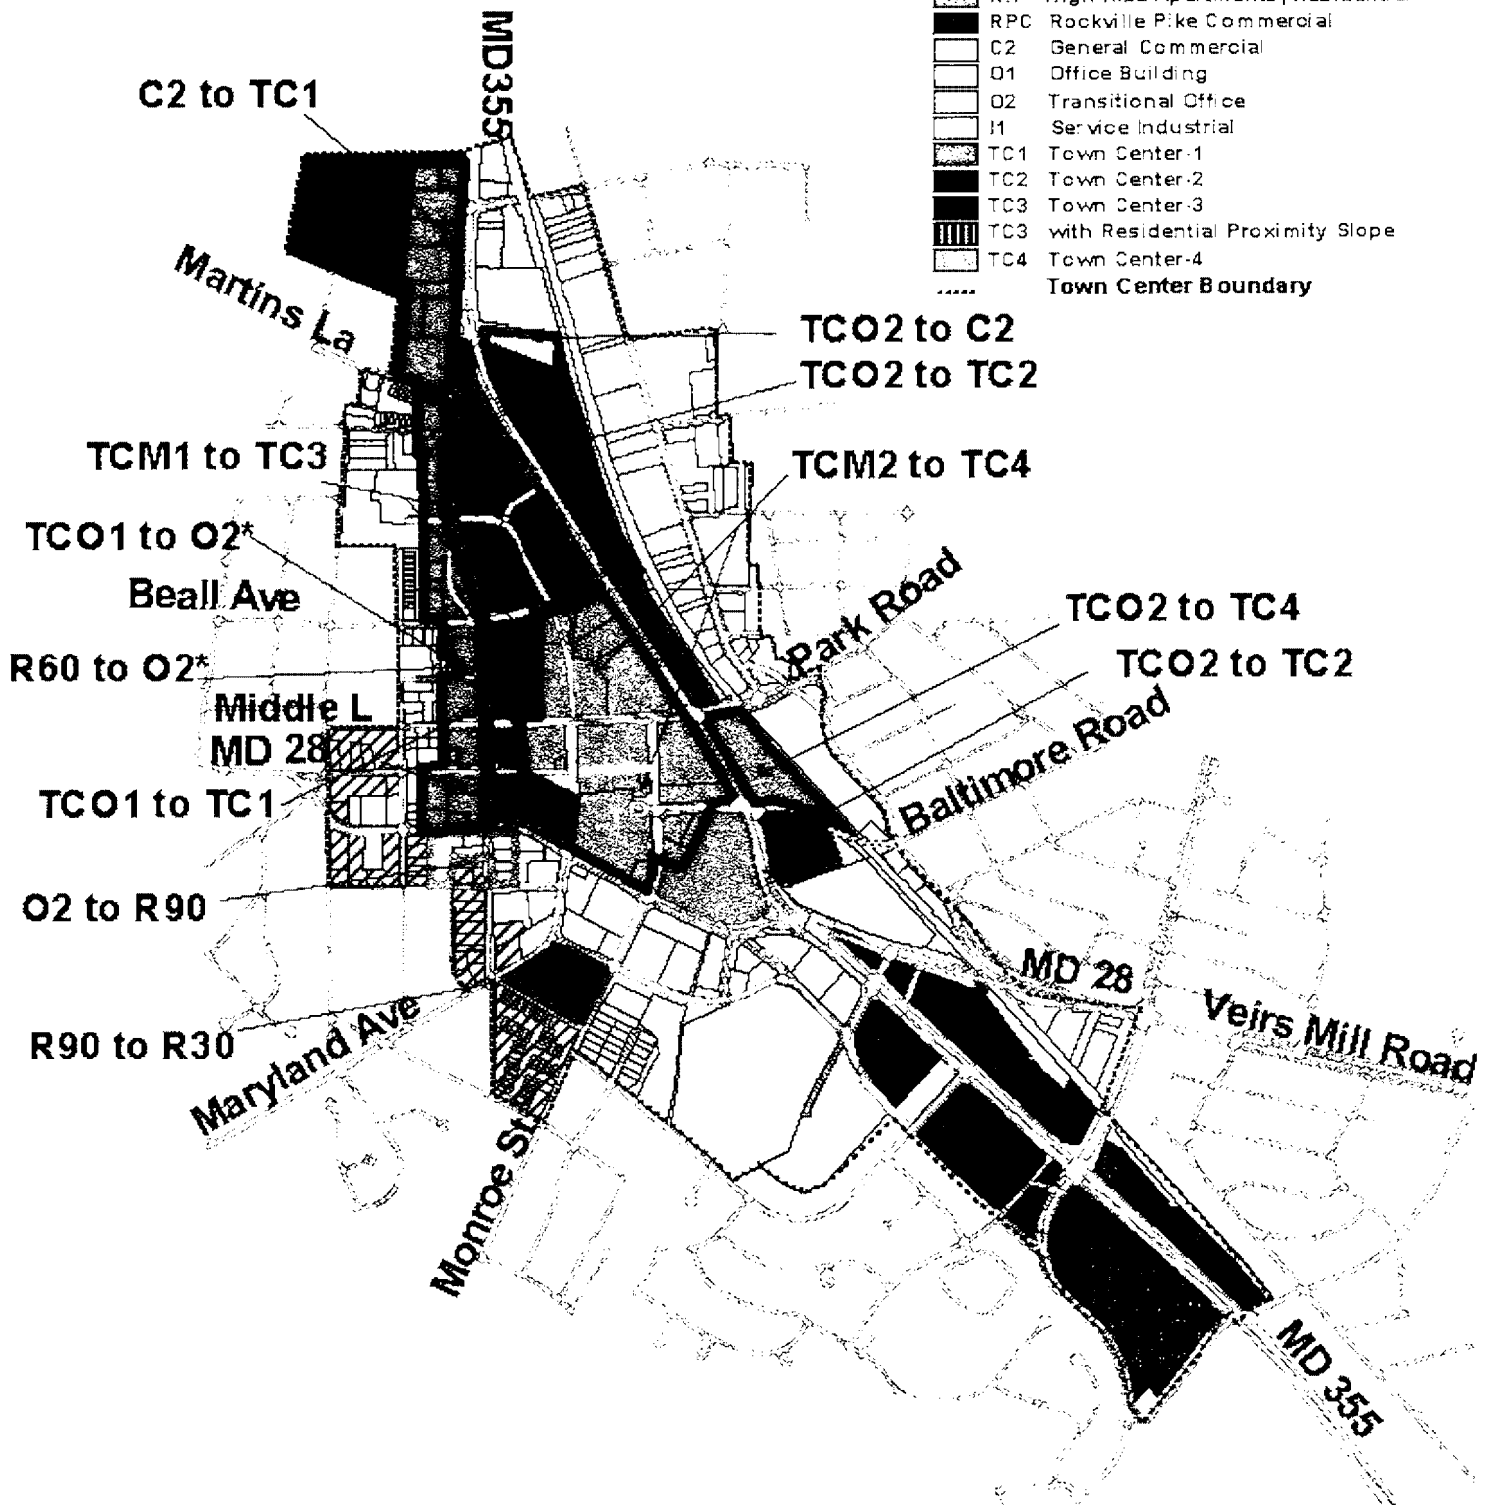 RPC Rockville Pike Commercial
C2 General Commercial
O1 Office Building
O2 Transitional Office
I1 Service Industrial
TC1 Town Center-1
TC2 Town Center-2
TC3 Town Center-3
TC3 with Residential Proximity Slope
TC4 Town Center-4
Town Center Boundary
MD355
C2 to TC1
Martins La
TCO2 to C2
TCO2 to TC2
TCM1 to TC3
TCM2 to TC4
TCO1 to O2*
Beall Ave
Park Road
TCO2 to TC4
R60 to O2*
TCO2 to TC2
Middle L
MD 28
Baltimore Road
TCO1 to TC1
O2 to R90
MD 28
Veirs Mill Road
R90 to R30
Maryland Ave
Monroe St
MD 355